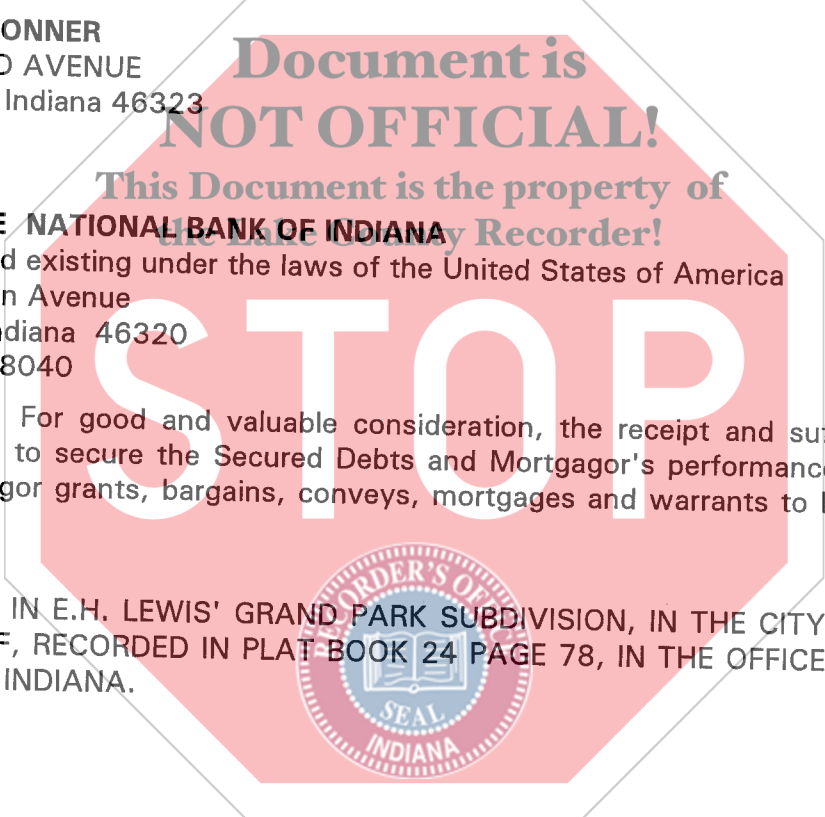 ONNER
Document is
D AVENUE
Indiana 46323
NOT OFFICIAL!
This Document is the property of
NATIONAL BANK OF INDIANA
the Lake County Recorder!
d existing under the laws of the United States of America
n Avenue
diana 46320
8040
STOP
For good and valuable consideration, the receipt and suf
to secure the Secured Debts and Mortgagor's performance
gor grants, bargains, conveys, mortgages and warrants to
RECORDER'S OFFICE
IN E.H. LEWIS' GRAND PARK SUBDIVISION, IN THE CITY
F, RECORDED IN PLAT BOOK 24 PAGE 78, IN THE OFFICE
INDIANA.
SEAL
INDIANA